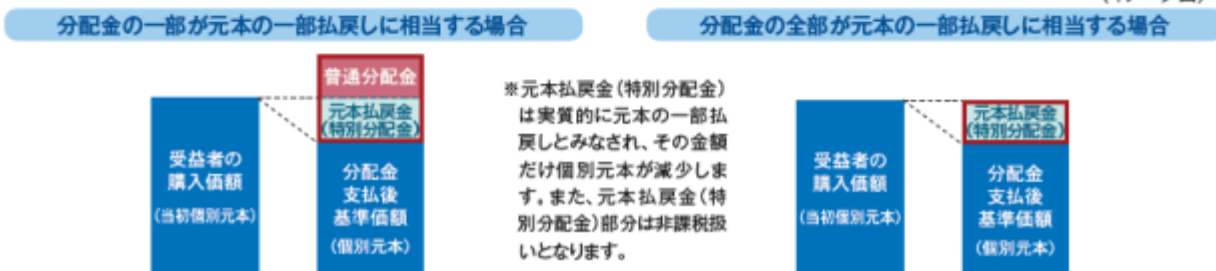 分配金の一部が元本の一部払戻しに相当する場合
普通分配金
元本払戻金
(特別分配金)
受益者の
購入価額
(当初個別元本)
分配金
支払後
基準価額
(個別元本)
※元本払戻金(特別分配金)
は実質的に元本の一部払
戻しとみなされ、その金額
だけ個別元本が減少しま
す。また、元本払戻金(特
別分配金)部分は非課税扱
いとなります。
分配金の全部が元本の一部払戻しに相当する場合
元本払戻金
(特別分配金)
受益者の
購入価額
(当初個別元本)
分配金
支払後
基準価額
(個別元本)